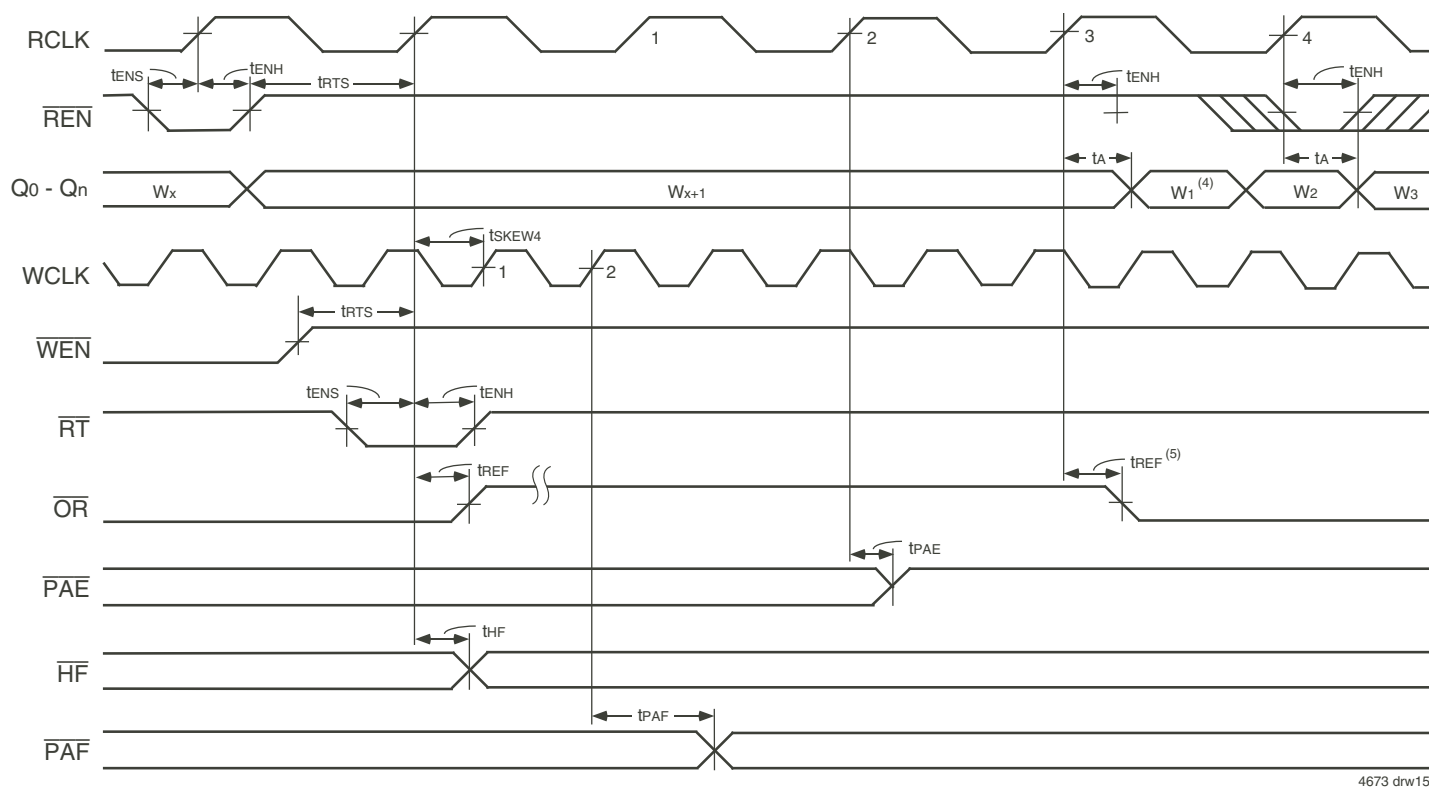 RCLK 1 2 3 4
tENS tENH tRTS tENH tENH
REN
tA tA
Q0 - Qn Wx Wx+1 W1 (4) W2 W3
tSKEW4
WCLK 1 2
tRTS
WEN
tENS tENH
RT
tREF tREF (5)
OR
tPAE
PAE
tHF
HF
tPAF
PAF
4673 drw15